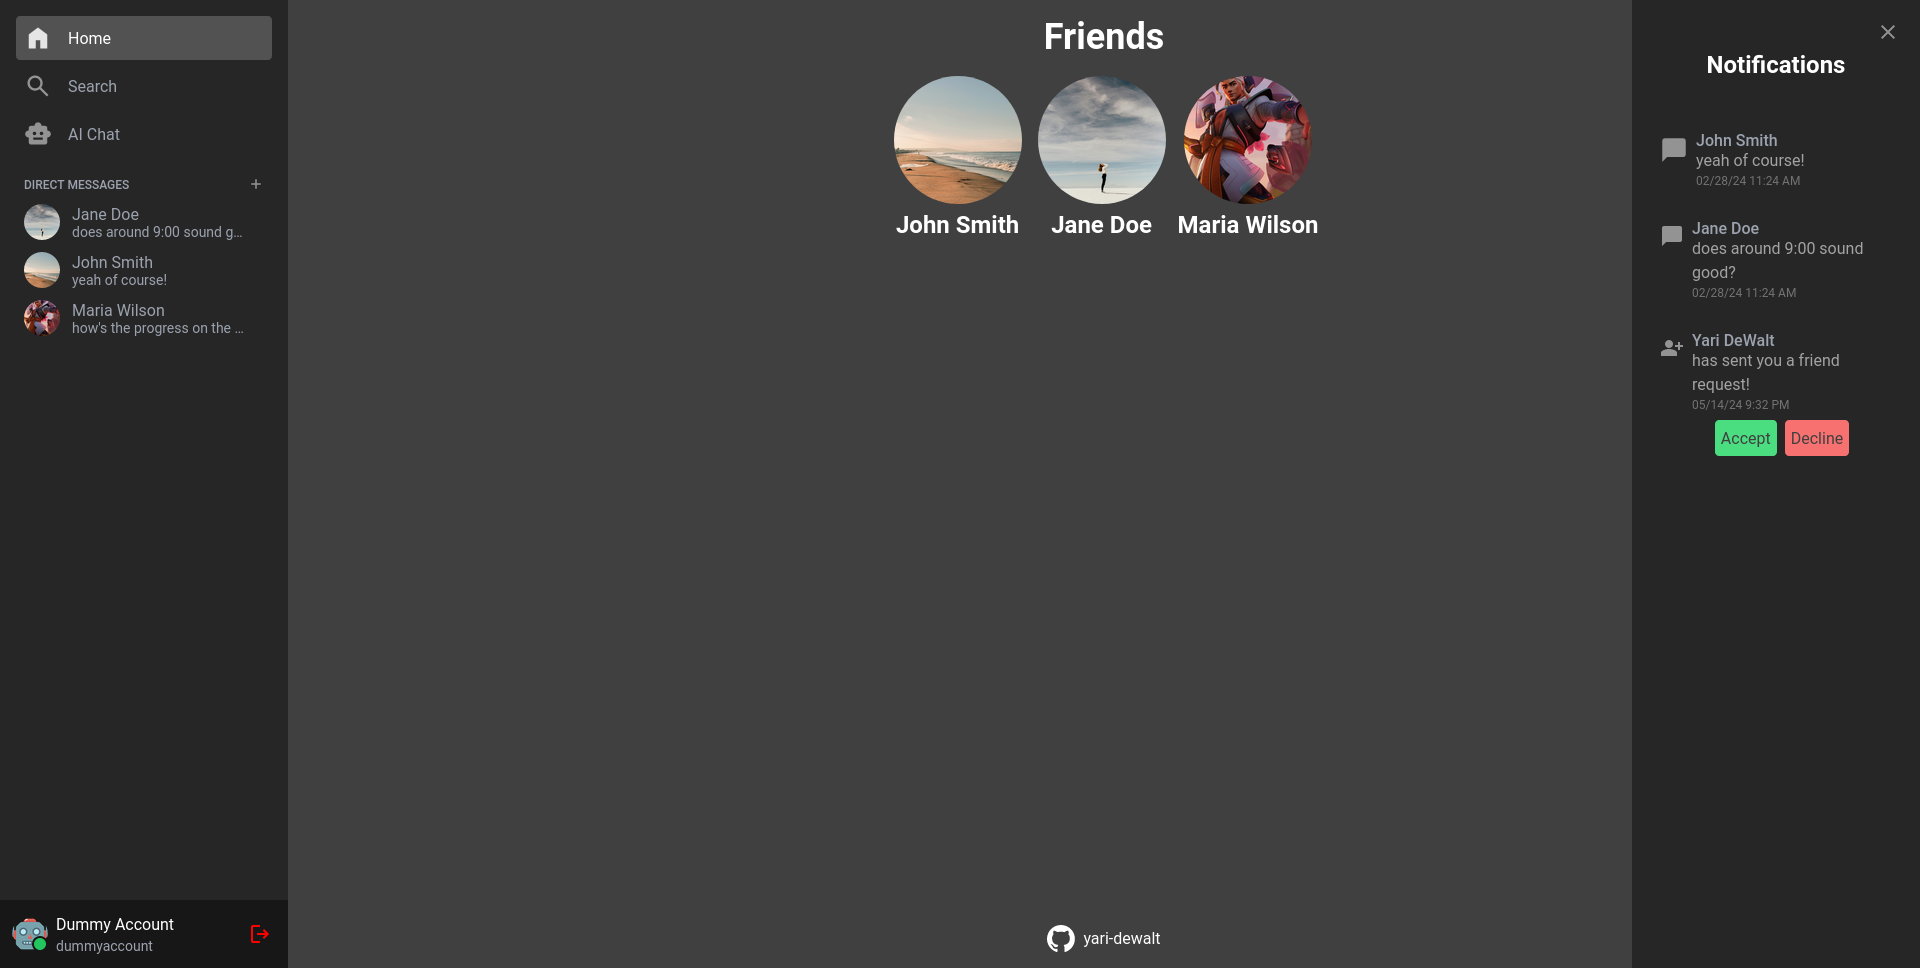 Home
Search
AI Chat
DIRECT MESSAGES
Jane Doe
does around 9:00 sound g...
John Smith
yeah of course!
Maria Wilson
how's the progress on the ...
Dummy Account
dummyaccount
Friends
John Smith
Jane Doe
Maria Wilson
yari-dewalt
Notifications
John Smith
yeah of course!
02/28/24 11:24 AM
Jane Doe
does around 9:00 sound
good?
02/28/24 11:24 AM
Yari DeWalt
has sent you a friend
request!
05/14/24 9:32 PM
Accept
Decline